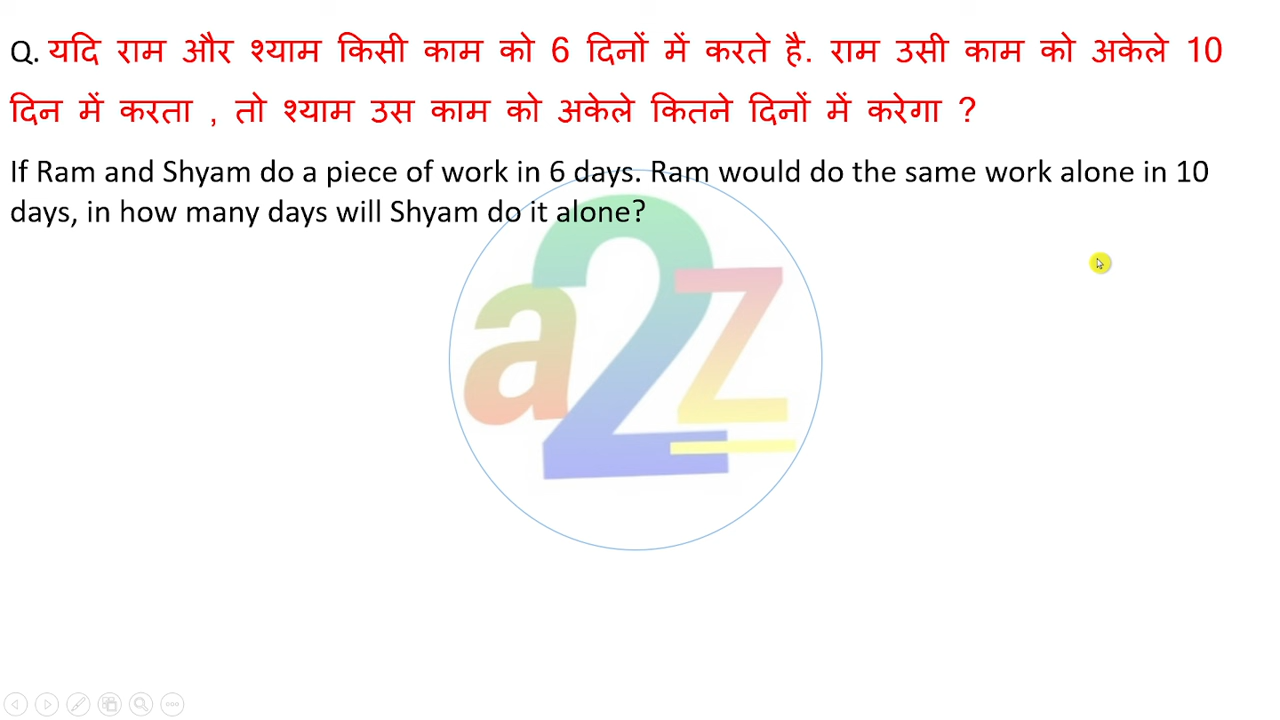 Q. यदि राम और श्याम किसी काम को 6 दिनों में करते है. राम उसी काम को अकेले 10
दिन में करता , तो श्याम उस काम को अकेले कितने दिनों में करेगा ?
If Ram and Shyam do a piece of work in 6 days. Ram would do the same work alone in 10
days, in how many days will Shyam do it alone?
a2z